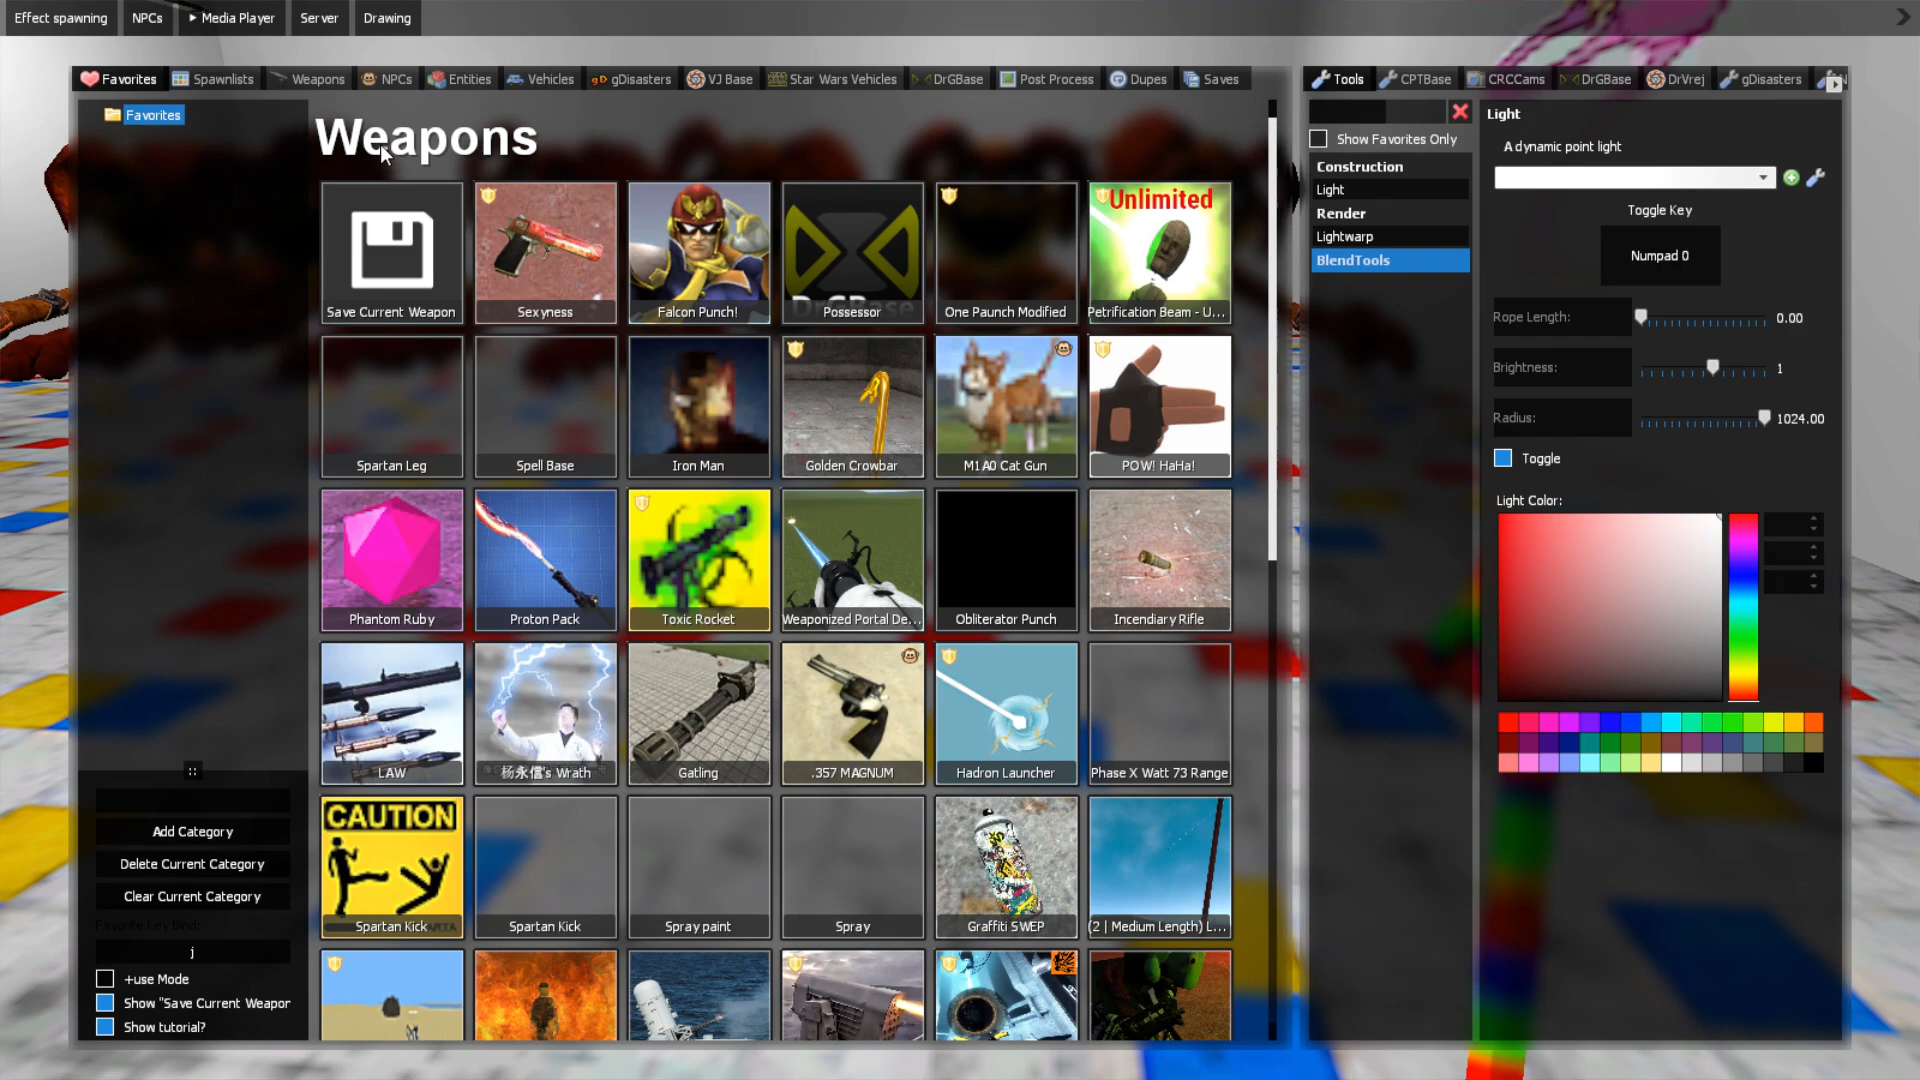 Effect spawning NPCs Media Player Server Drawing
Favorites Spawnlists Weapons NPCs Entities Vehicles gDisasters VJ Base Star Wars Vehicles DrGBase Post Process Dupes Saves
Tools CPTBase CRCCams DrGBase DrVrej gDisasters
Favorites
Weapons
Save Current Weapon Sexyness Falcon Punch! Possessor One Paunch Modified Petrification Beam - U...
Unlimited
DrGBase
Spartan Leg Spell Base Iron Man Golden Crowbar M1A0 Cat Gun POW! HaHa!
Phantom Ruby Proton Pack Toxic Rocket Weaponized Portal De... Obliterator Punch Incendiary Rifle
LAW 杨永信's Wrath Gatling .357 MAGNUM Hadron Launcher Phase X Watt 73 Range
CAUTION
Spartan Kick Spartan Kick Spray paint Spray Graffiti SWEP (2 | Medium Length) L...
Add Category
Delete Current Category
Clear Current Category
Favorite Key Bind:
j
+use Mode
Show "Save Current Weapon
Show tutorial?
Show Favorites Only
Construction
Light
Render
Lightwarp
BlendTools
Light
A dynamic point light
Toggle Key
Numpad 0
Rope Length: 0.00
Brightness: 1
Radius: 1024.00
Toggle
Light Color: